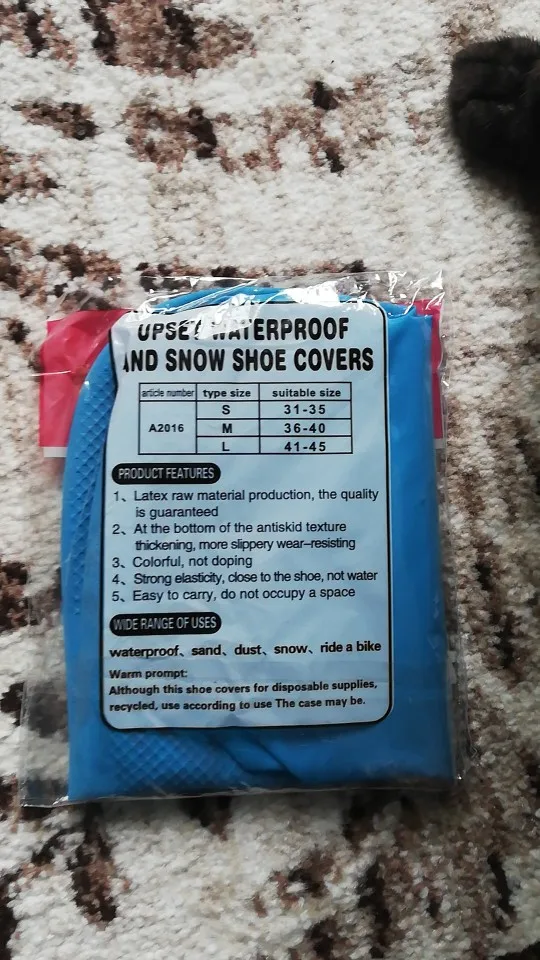 UPSET WATERPROOF
AND SNOW SHOE COVERS
article number type size suitable size
A2016
S 31-35
M 36-40
L 41-45
PRODUCT FEATURES
1、Latex raw material production, the quality
is guaranteed
2、At the bottom of the antiskid texture
thickening, more slippery wear–resisting
3、Colorful, not doping
4、Strong elasticity, close to the shoe, not water
5、Easy to carry, do not occupy a space
WIDE RANGE OF USES
waterproof、sand、dust、snow、ride a bike
Warm prompt:
Although this shoe covers for disposable supplies,
recycled, use according to use The case may be.